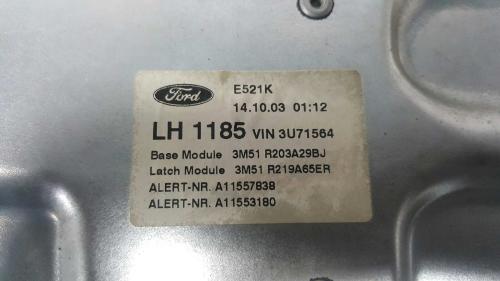 Ford E521K
14.10.03 01:12
LH 1185 VIN 3U71564
Base Module 3M51 R203A29BJ
Latch Module 3M51 R219A65ER
ALERT-NR. A11557838
ALERT-NR. A11553180